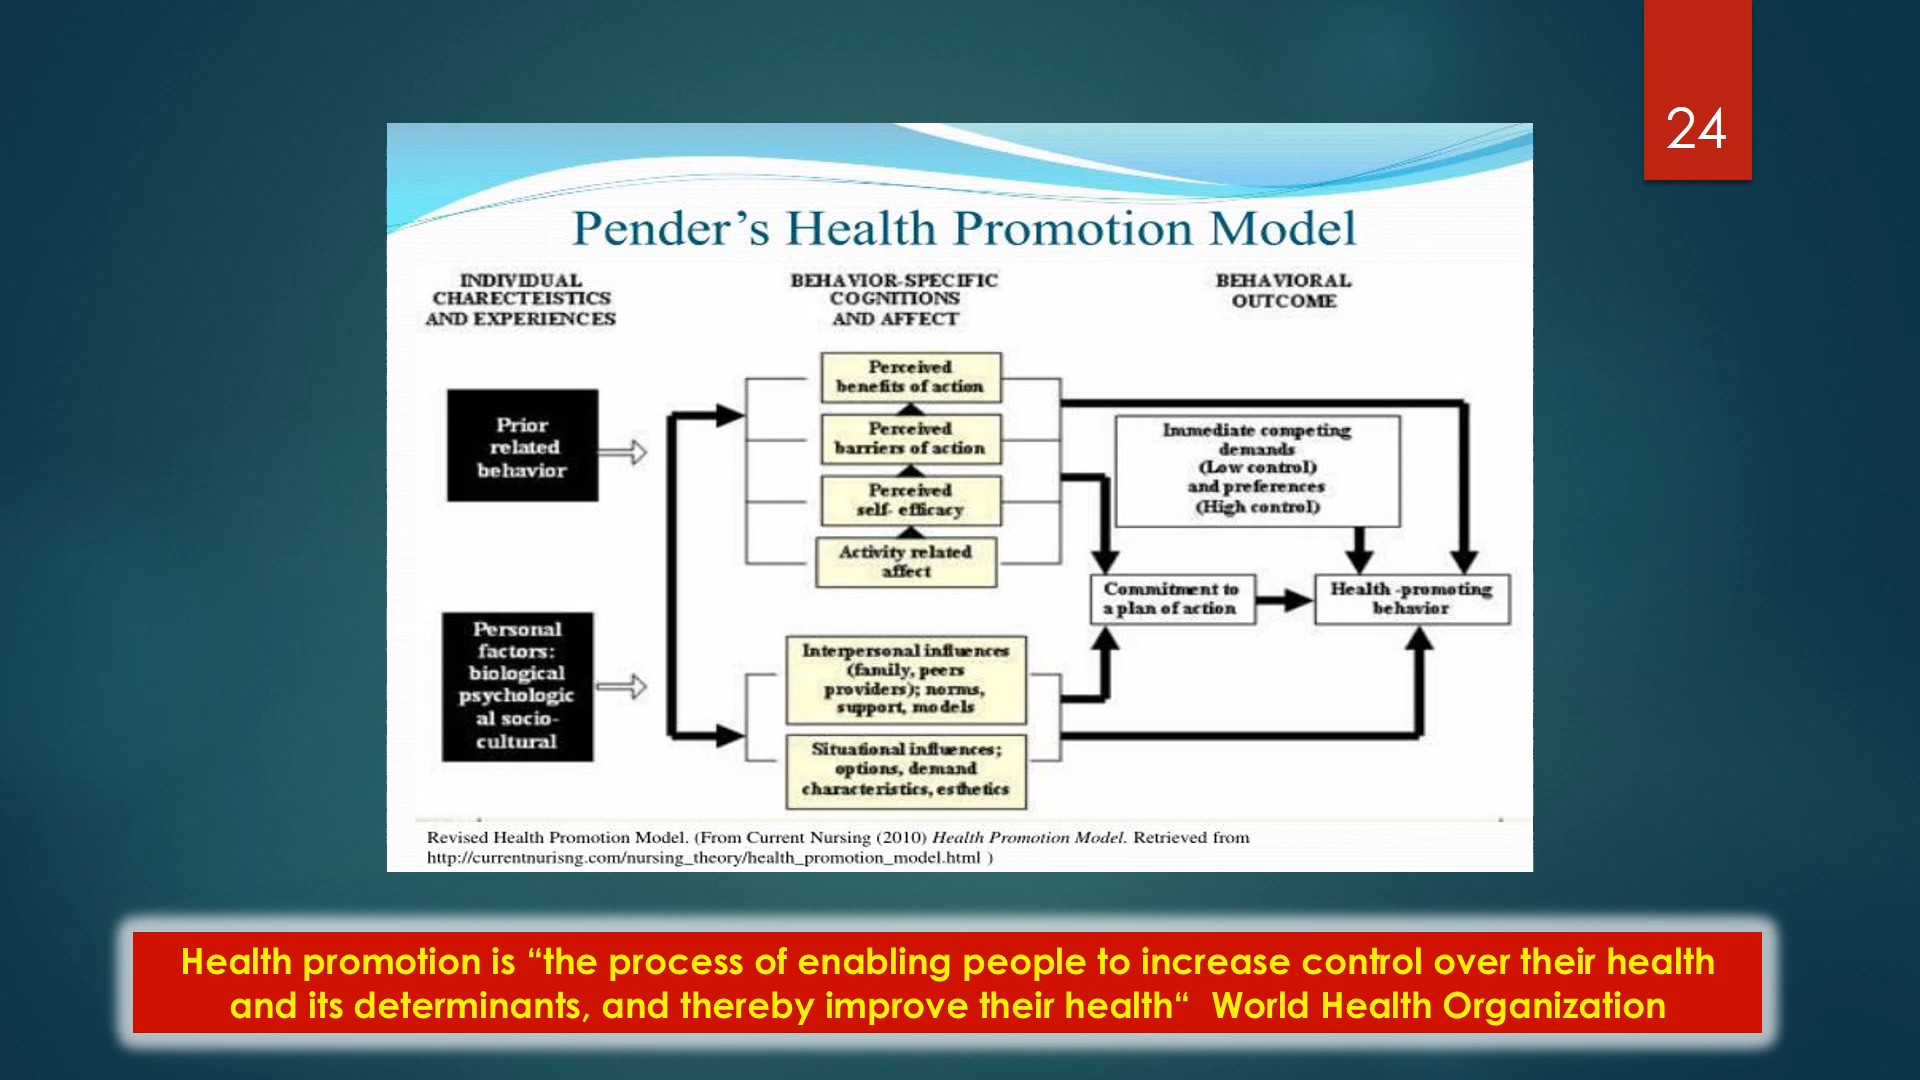 24
Pender’s Health Promotion Model
INDIVIDUAL
CHARECTEISTICS
AND EXPERIENCES
BEHAVIOR-SPECIFIC
COGNITIONS
AND AFFECT
BEHAVIORAL
OUTCOME
Prior
related
behavior
Personal
factors:
biological
psychologic
al socio-
cultural
Perceived
benefits of action
Perceived
barriers of action
Perceived
self- efficacy
Activity related
affect
Interpersonal influences
(family, peers
providers); norms,
support, models
Situational influences;
options, demand
characteristics, esthetics
Immediate competing
demands
(Low control)
and preferences
(High control)
Commitment to
a plan of action
Health -promoting
behavior
Revised Health Promotion Model. (From Current Nursing (2010) Health Promotion Model. Retrieved from
http://currentnurisng.com/nursing_theory/health_promotion_model.html )
Health promotion is “the process of enabling people to increase control over their health
and its determinants, and thereby improve their health“ World Health Organization